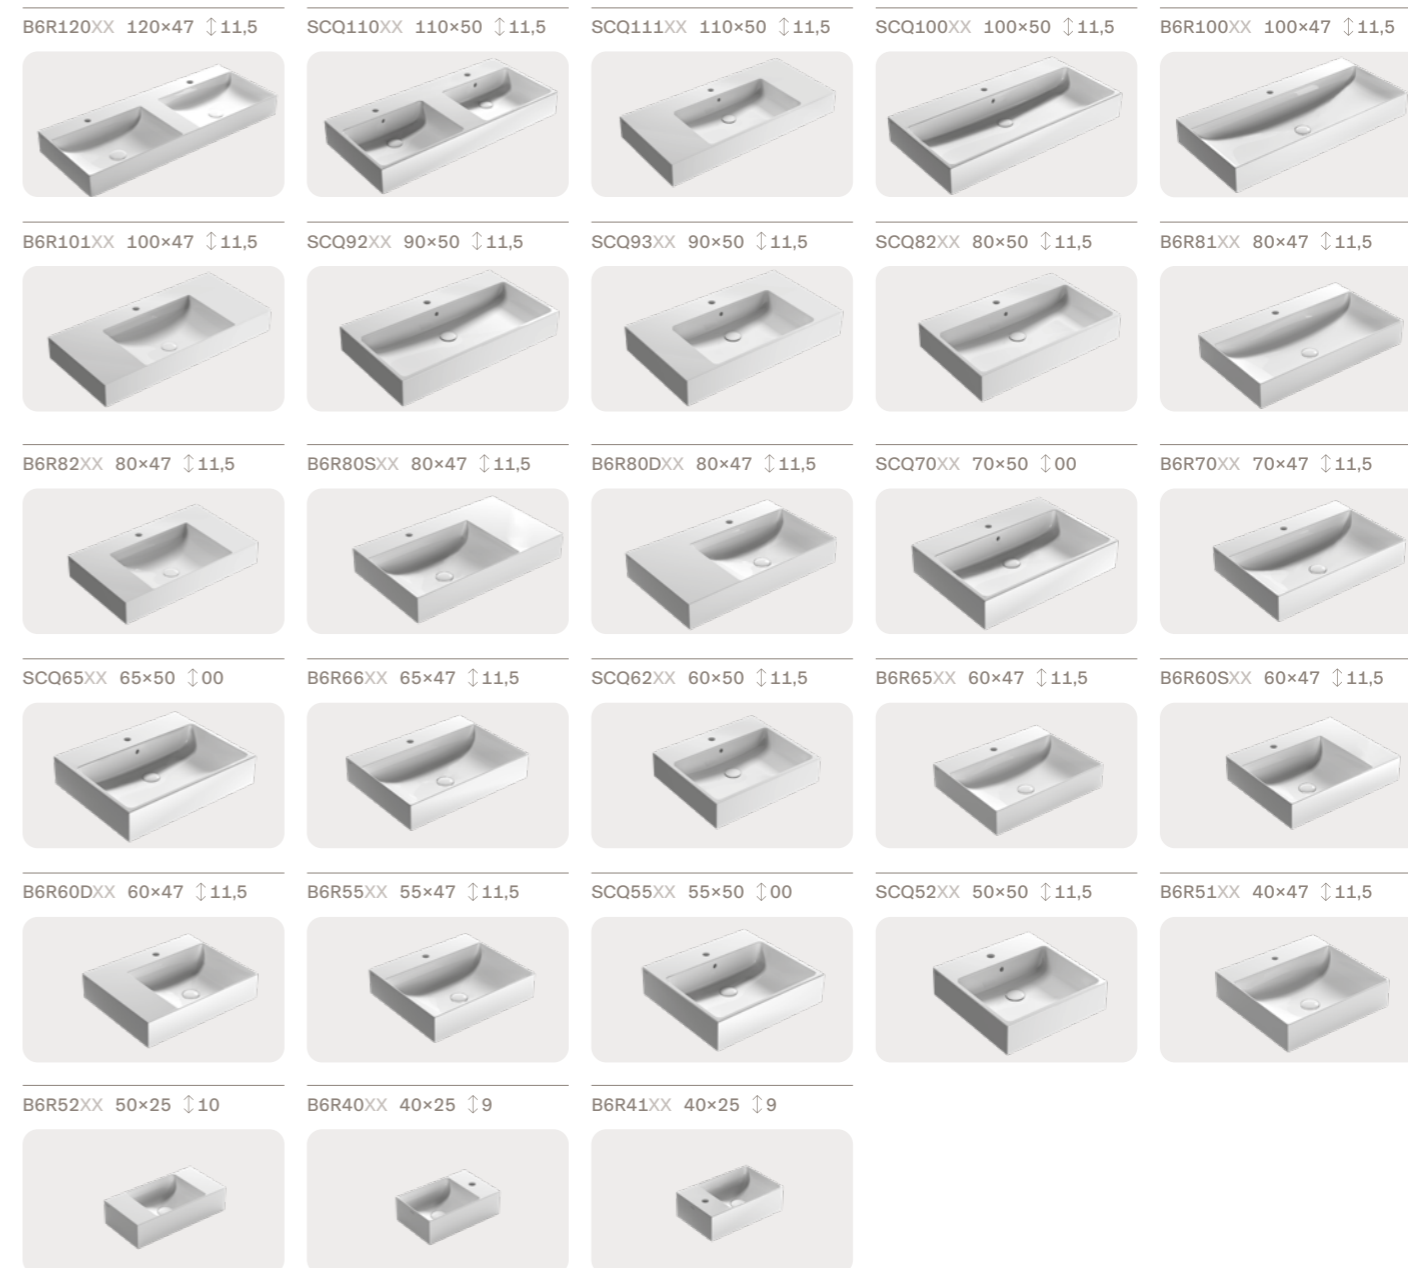 B6R120XX 120×47 ↕11,5
SCQ110XX 110×50 ↕11,5
SCQ111XX 110×50 ↕11,5
SCQ100XX 100×50 ↕11,5
B6R100XX 100×47 ↕11,5
B6R101XX 100×47 ↕11,5
SCQ92XX 90×50 ↕11,5
SCQ93XX 90×50 ↕11,5
SCQ82XX 80×50 ↕11,5
B6R81XX 80×47 ↕11,5
B6R82XX 80×47 ↕11,5
B6R80SXX 80×47 ↕11,5
B6R80DXX 80×47 ↕11,5
SCQ70XX 70×50 ↕00
B6R70XX 70×47 ↕11,5
SCQ65XX 65×50 ↕00
B6R66XX 65×47 ↕11,5
SCQ62XX 60×50 ↕11,5
B6R65XX 60×47 ↕11,5
B6R60SXX 60×47 ↕11,5
B6R60DXX 60×47 ↕11,5
B6R55XX 55×47 ↕11,5
SCQ55XX 55×50 ↕00
SCQ52XX 50×50 ↕11,5
B6R51XX 40×47 ↕11,5
B6R52XX 50×25 ↕10
B6R40XX 40×25 ↕9
B6R41XX 40×25 ↕9